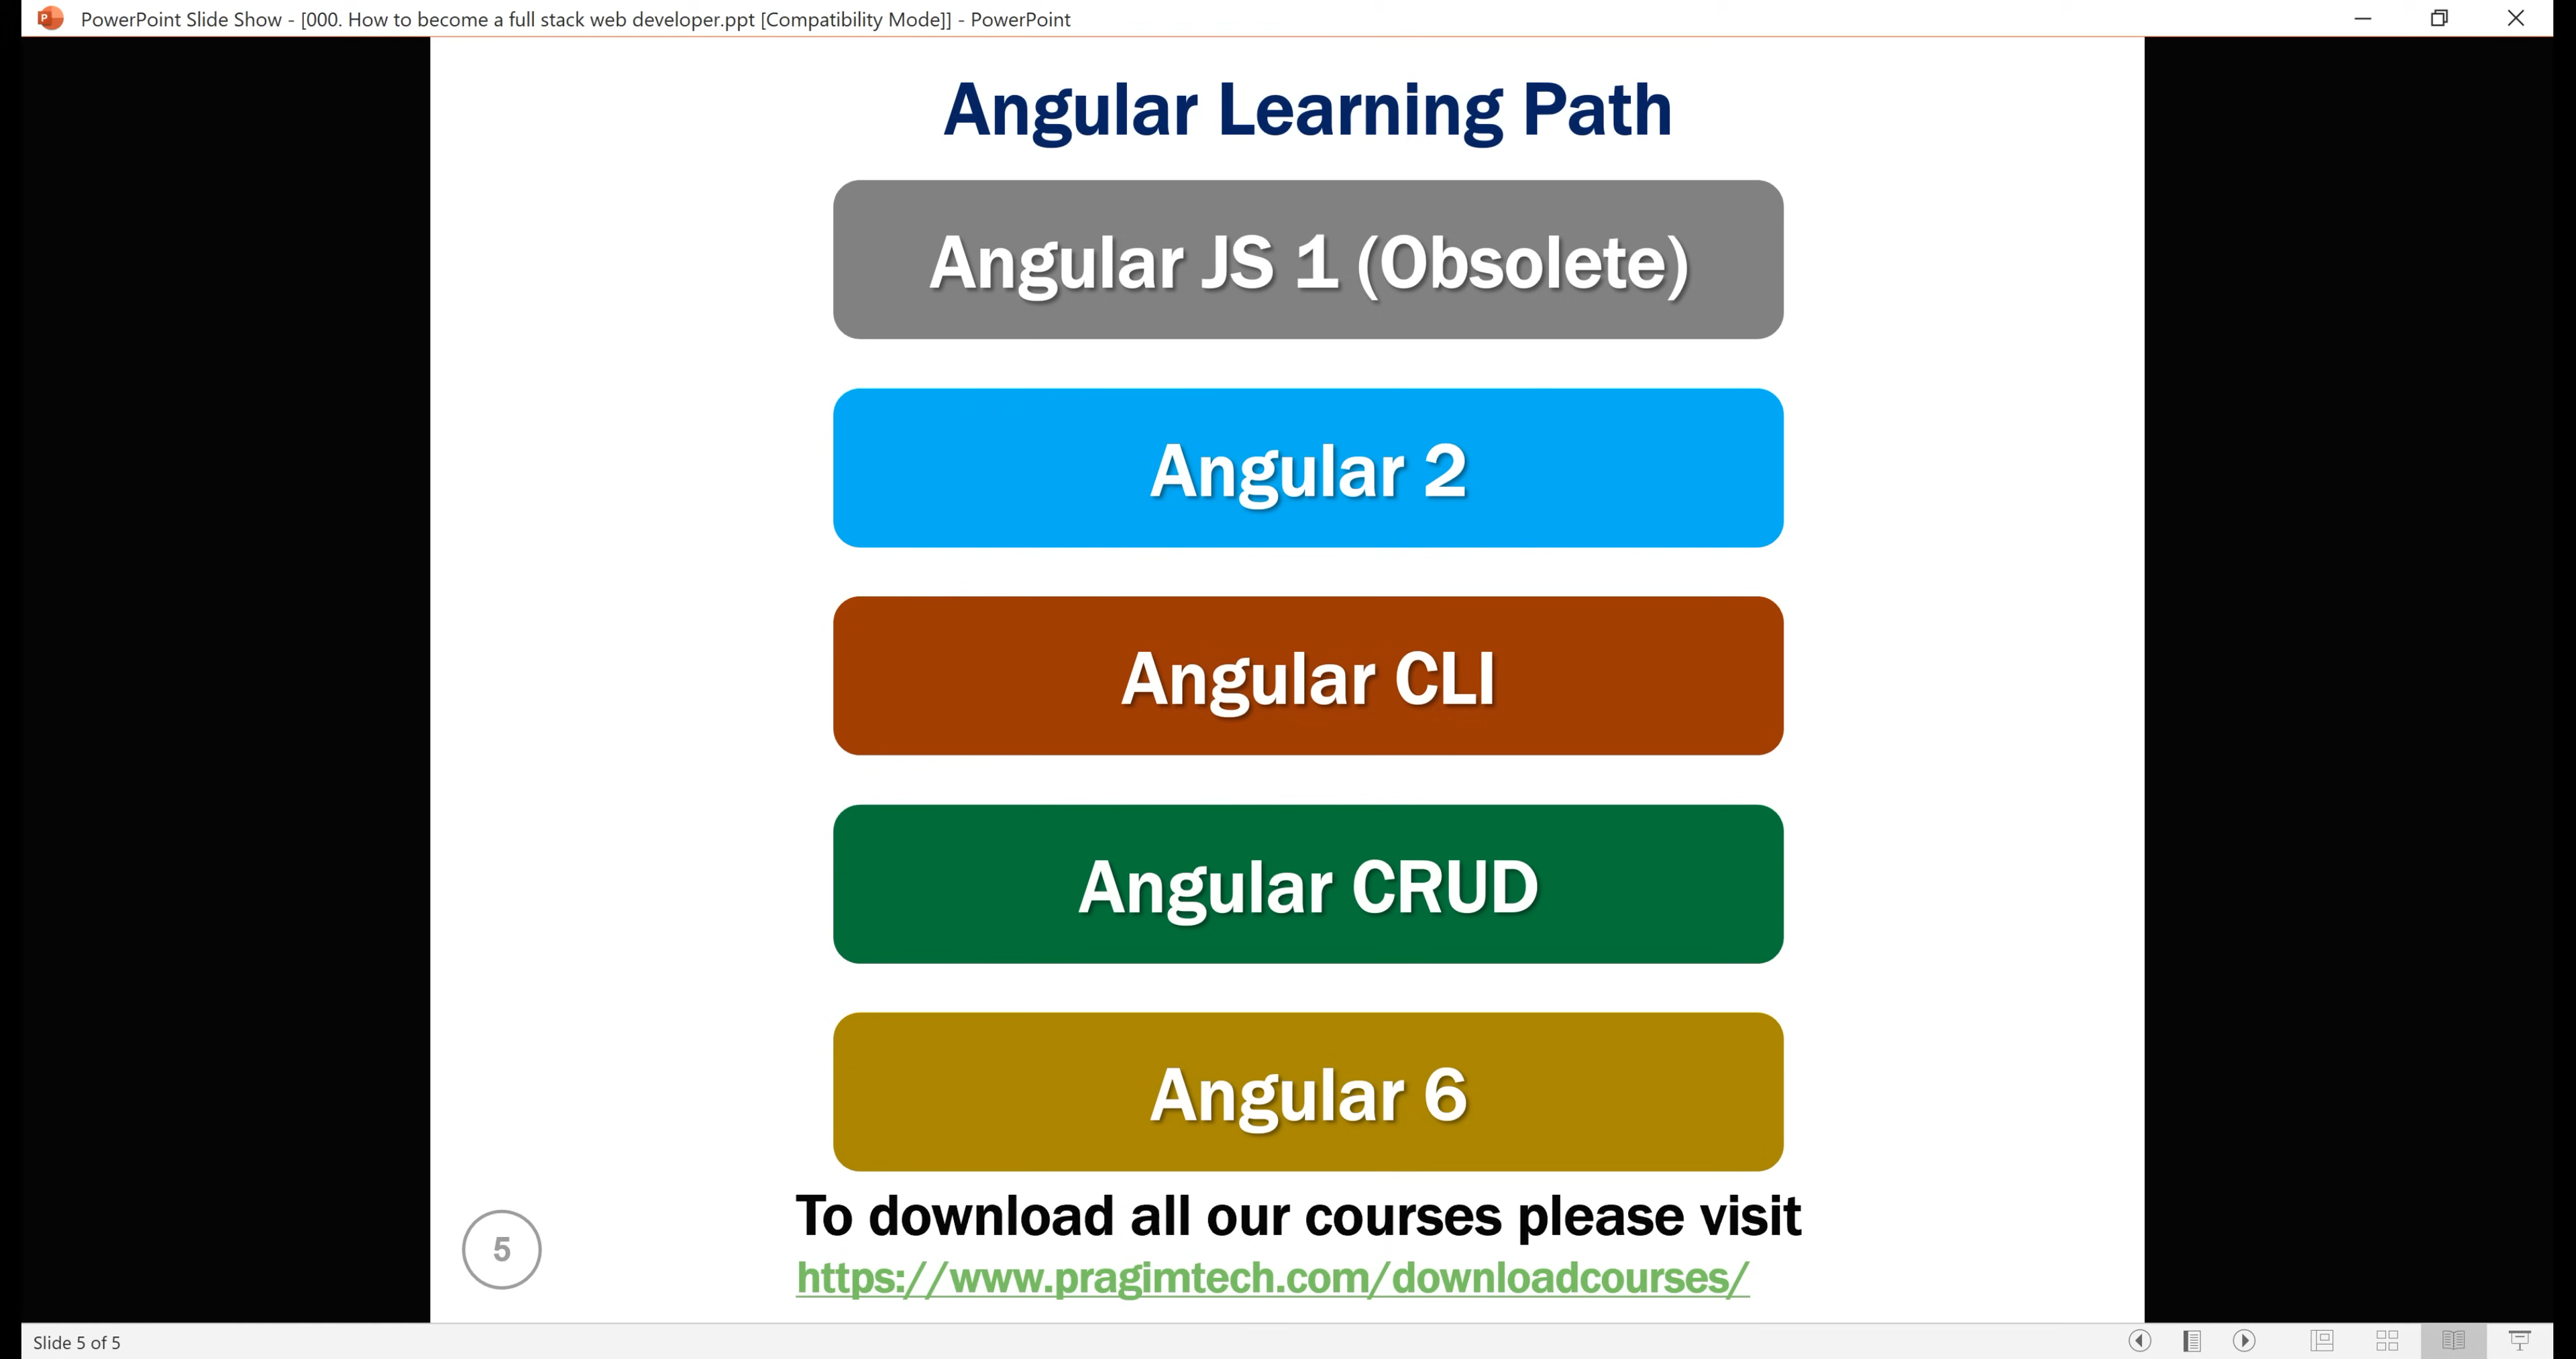 PowerPoint Slide Show - [000. How to become a full stack web developer.ppt [Compatibility Mode]] - PowerPoint
Angular Learning Path
Angular JS 1 (Obsolete)
Angular 2
Angular CLI
Angular CRUD
Angular 6
To download all our courses please visit
https://www.pragimtech.com/downloadcourses/
5
Slide 5 of 5